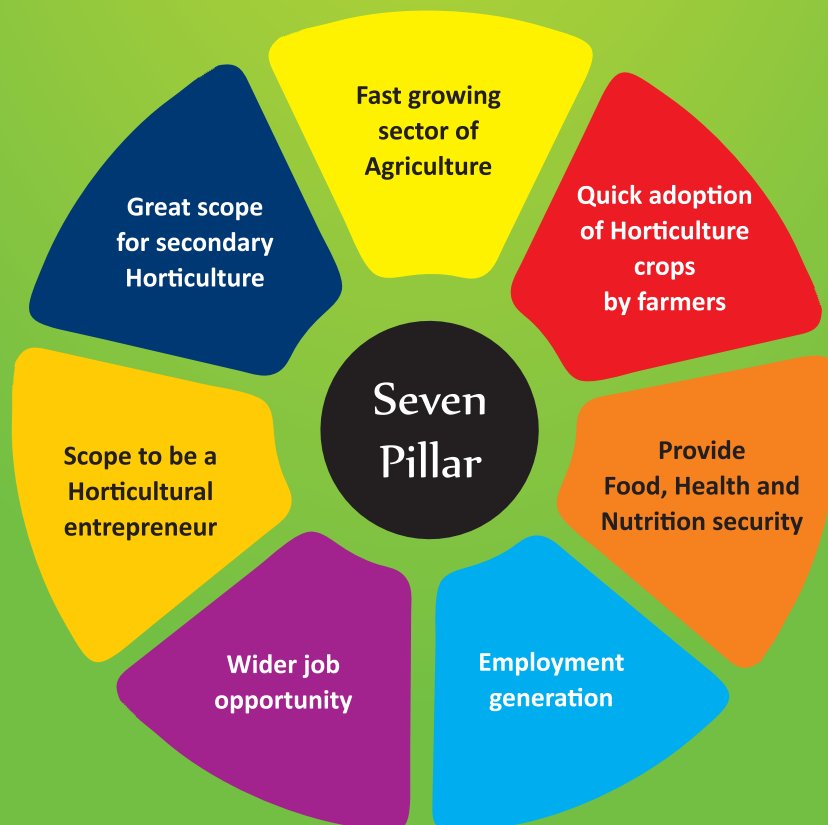 Fast growing
sector of
Agriculture
Quick adoption
of Horticulture
crops
by farmers
Provide
Food, Health and
Nutrition security
Employment
generation
Wider job
opportunity
Scope to be a
Horticultural
entrepreneur
Great scope
for secondary
Horticulture
Seven
Pillar